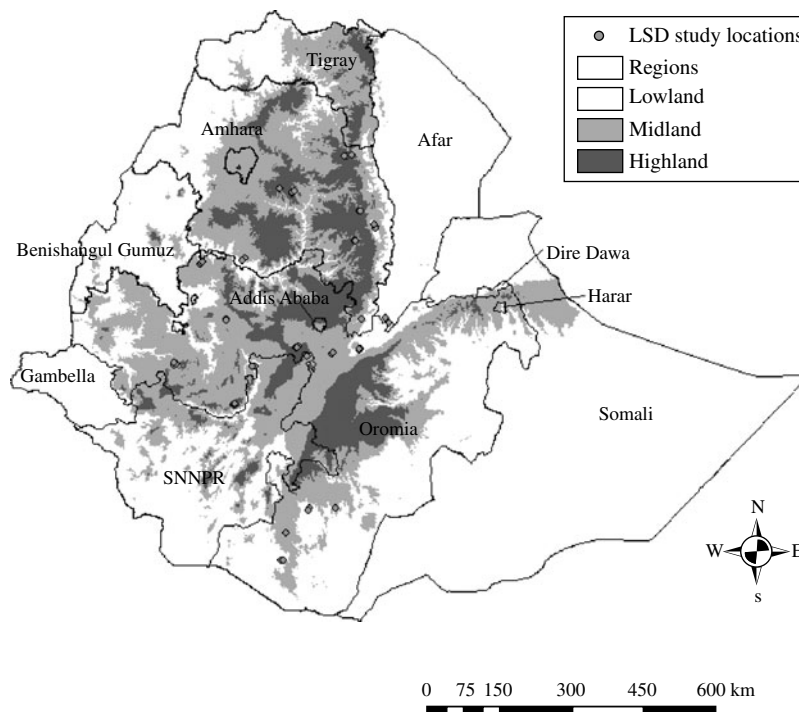 LSD study locations
Regions
Lowland
Midland
Highland
Tigray
Amhara
Afar
Benishangul Gumuz
Dire Dawa
Addis Ababa
Harar
Gambella
Somali
Oromia
SNNPR
N
W E
s
0 75 150 300 450 600 km